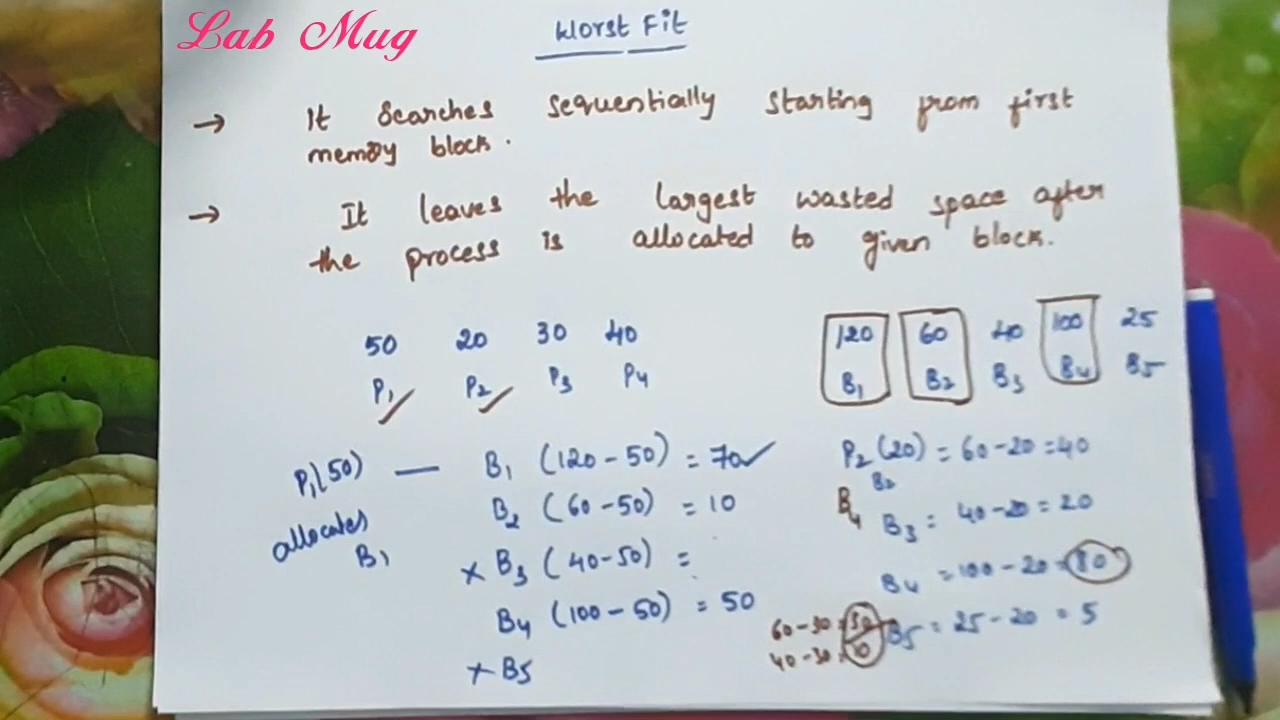 Lab Mug
Worst Fit
→ It Searches sequentially starting from first
memory block.
→ It leaves the largest wasted space after
the process is allocated to given block.
50 20 30 40
P1 ✓ P2 ✓ P3 P4
120 60 40 100 25
B1 B2 B3 B4 B5
P1(50) — B1 (120-50) = 70 ✓
allocates
B1
B2 (60-50) = 10
× B3 (40-50) =
B4 (100-50) = 50
× B5
P2(20) = 60-20 = 40
B2
B4
B3 = 40-20 = 20
B4 = 100-20 = 80
B5 = 25-20 = 5
60-30 = 30
40-30 = 10